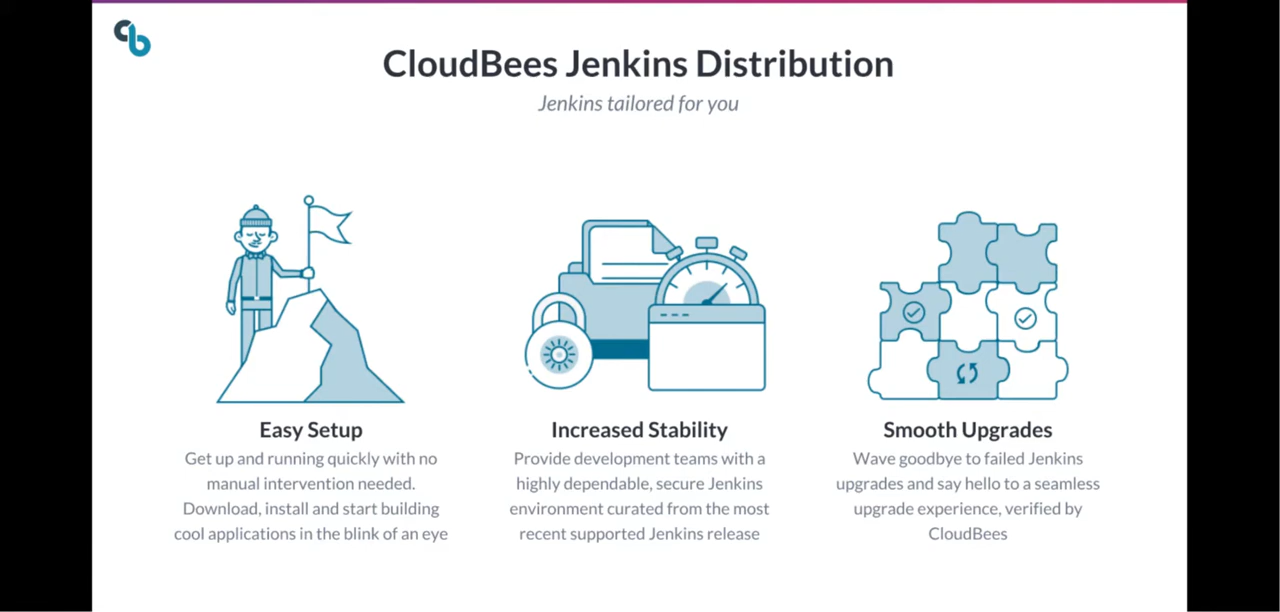 CloudBees Jenkins Distribution
Jenkins tailored for you
Easy Setup
Get up and running quickly with no
manual intervention needed.
Download, install and start building
cool applications in the blink of an eye
Increased Stability
Provide development teams with a
highly dependable, secure Jenkins
environment curated from the most
recent supported Jenkins release
Smooth Upgrades
Wave goodbye to failed Jenkins
upgrades and say hello to a seamless
upgrade experience, verified by
CloudBees